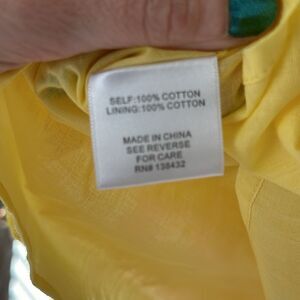 SELF:100% COTTON
LINING:100% COTTON
MADE IN CHINA
SEE REVERSE
FOR CARE
RN# 138432